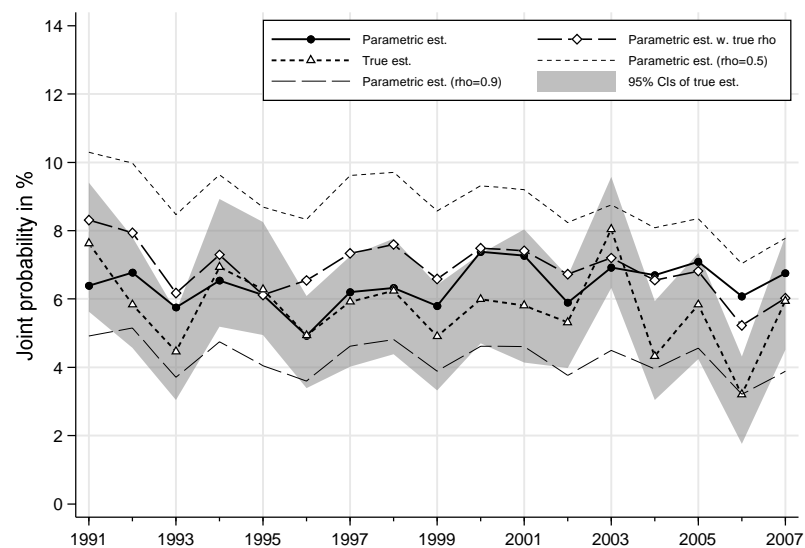 Joint probability in %
14
12
10
8
6
4
2
0
Parametric est.
True est.
Parametric est. (rho=0.9)
Parametric est. w. true rho
Parametric est. (rho=0.5)
95% CIs of true est.
1991 1993 1995 1997 1999 2001 2003 2005 2007